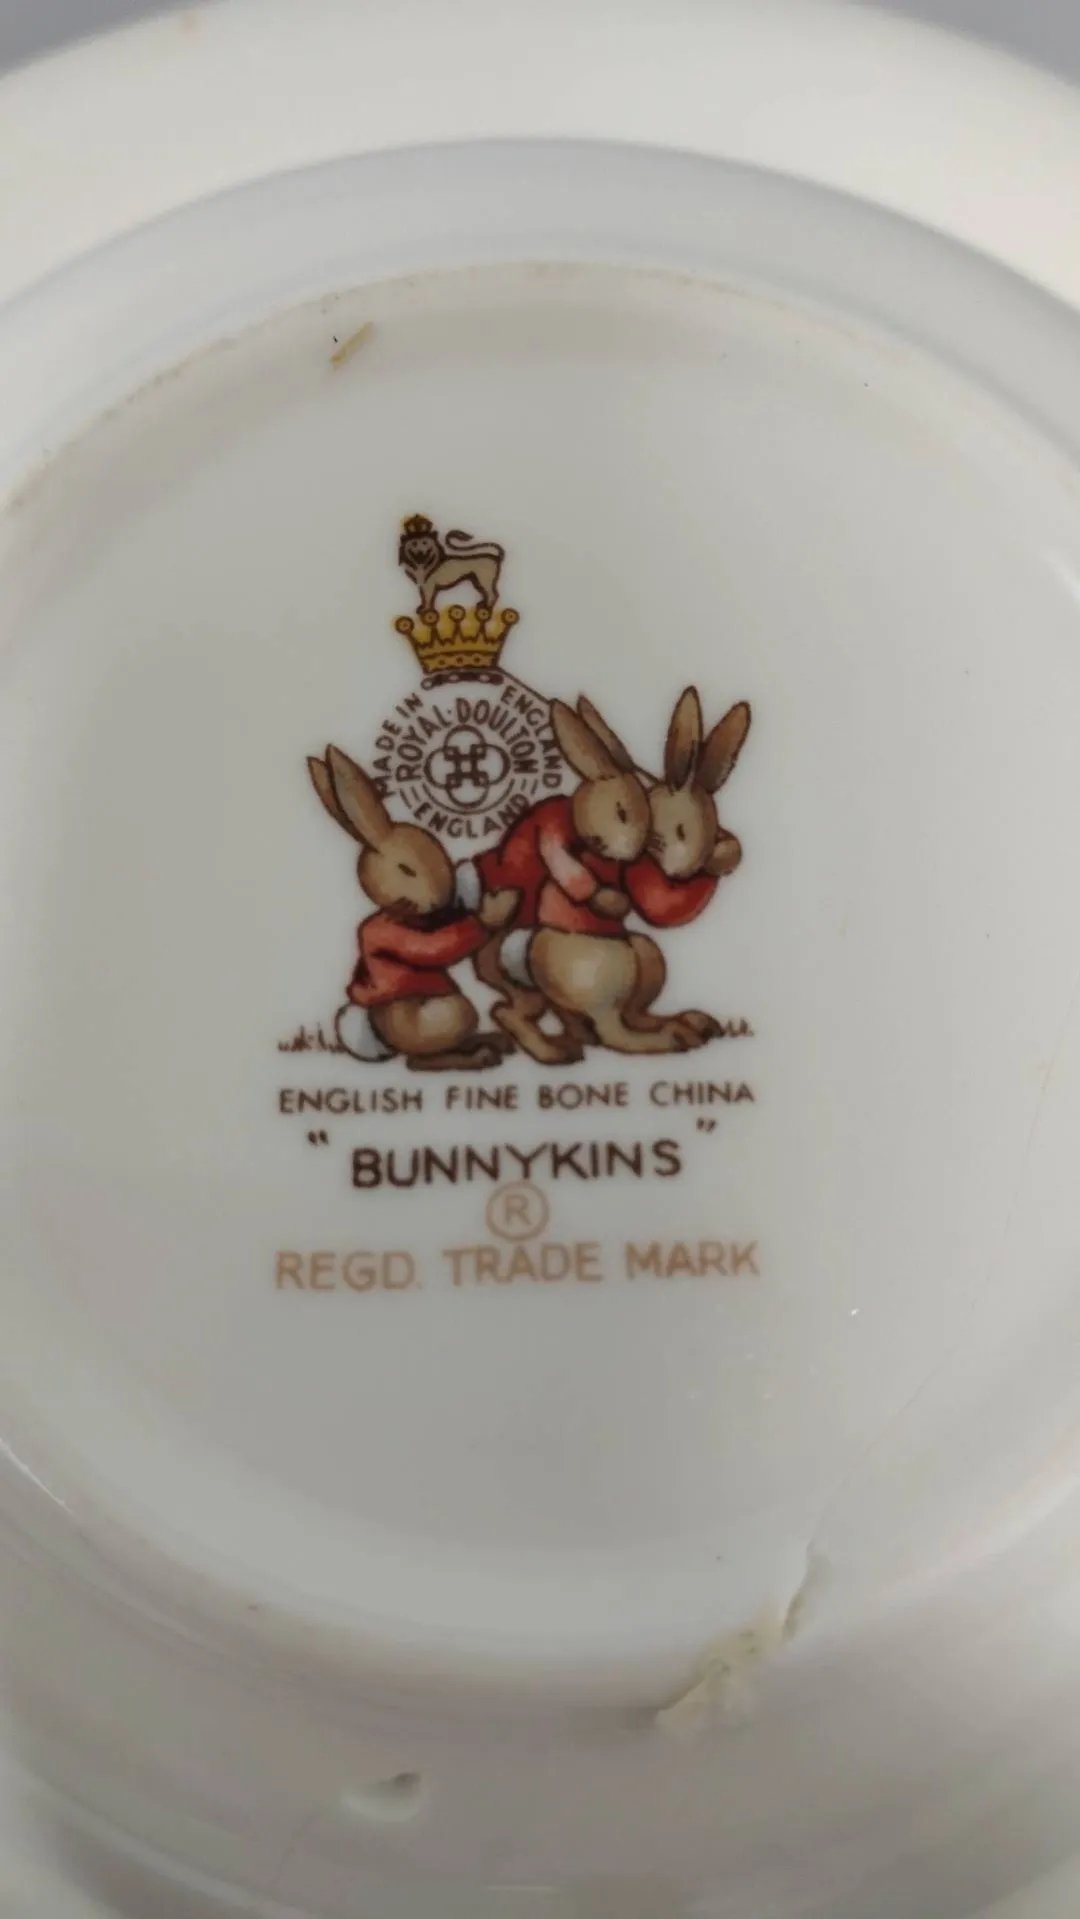 MADE IN ENGLAND
ROYAL·DOULTON
ENGLAND
ENGLISH FINE BONE CHINA
"BUNNYKINS"
®
REGD. TRADE MARK